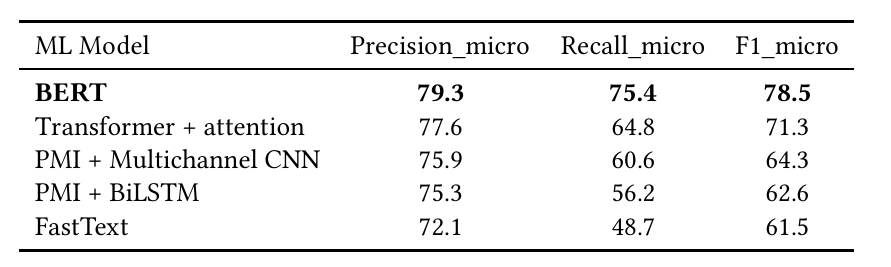 ML Model Precision_micro Recall_micro F1_micro
BERT 79.3 75.4 78.5
Transformer + attention 77.6 64.8 71.3
PMI + Multichannel CNN 75.9 60.6 64.3
PMI + BiLSTM 75.3 56.2 62.6
FastText 72.1 48.7 61.5